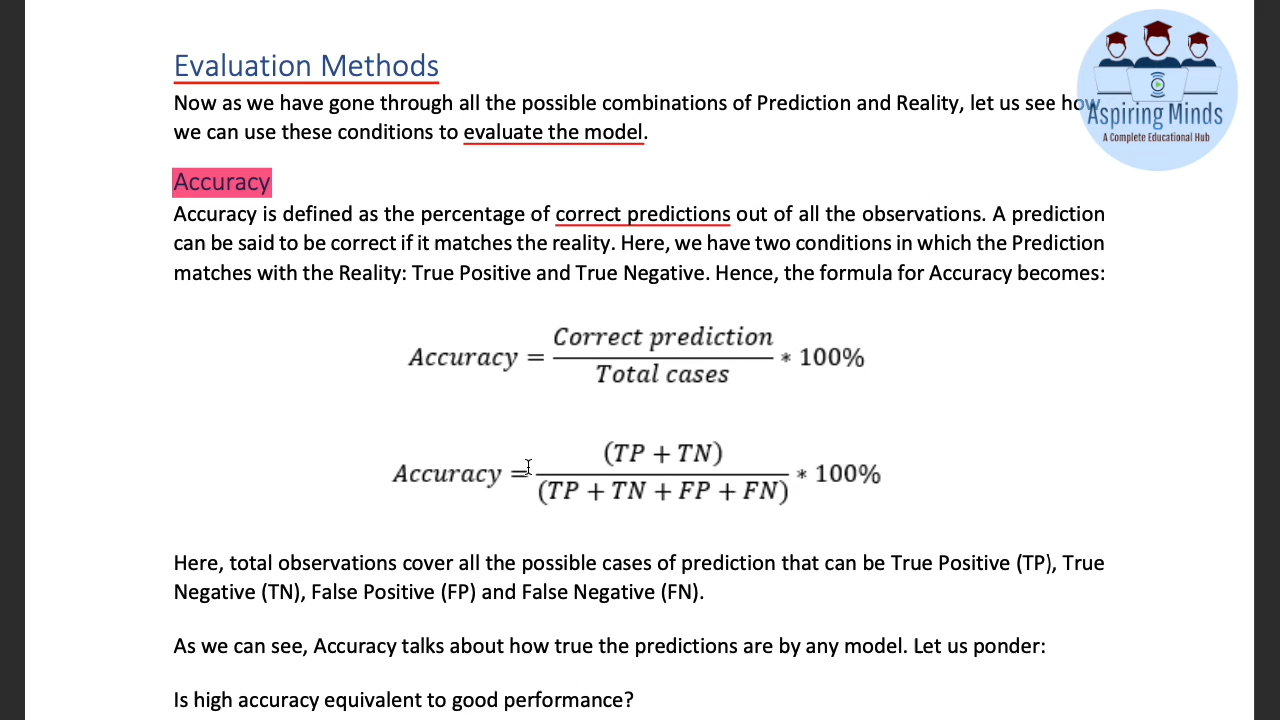 Evaluation Methods
Now as we have gone through all the possible combinations of Prediction and Reality, let us see how
we can use these conditions to evaluate the model.
Aspiring Minds
A Complete Educational Hub
Accuracy
Accuracy is defined as the percentage of correct predictions out of all the observations. A prediction
can be said to be correct if it matches the reality. Here, we have two conditions in which the Prediction
matches with the Reality: True Positive and True Negative. Hence, the formula for Accuracy becomes:
Correct prediction
Accuracy = * 100%
Total cases
(TP + TN)
Accuracy = * 100%
(TP + TN + FP + FN)
Here, total observations cover all the possible cases of prediction that can be True Positive (TP), True
Negative (TN), False Positive (FP) and False Negative (FN).
As we can see, Accuracy talks about how true the predictions are by any model. Let us ponder:
Is high accuracy equivalent to good performance?